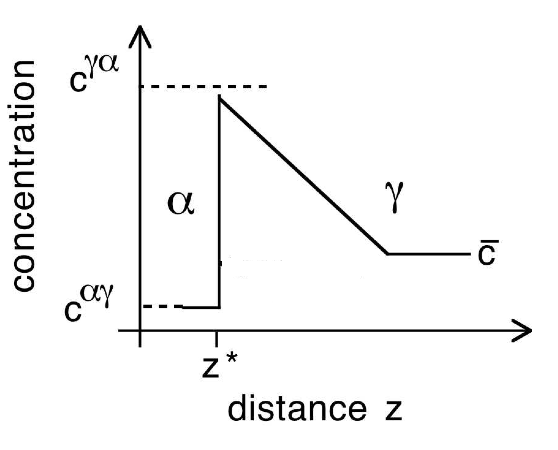 concentration
c^γα
α
γ
c̄
c^αγ
z*
distance z